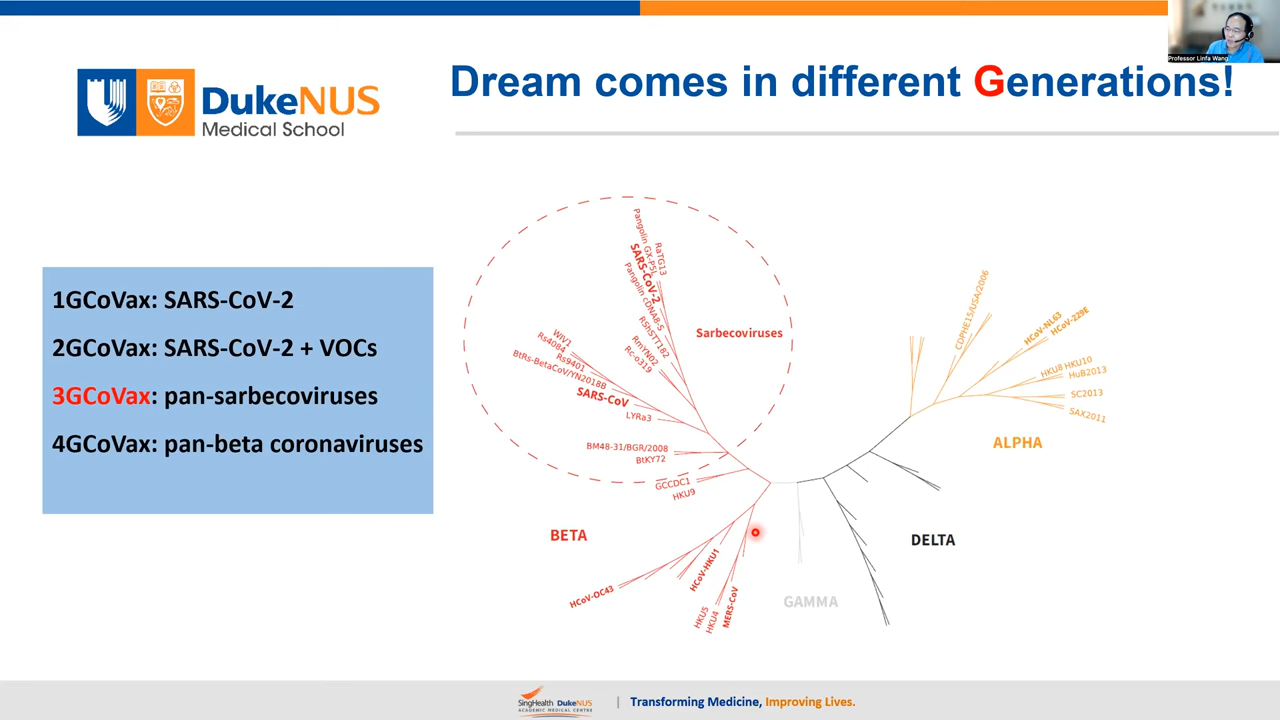 Professor Linfa Wang
Dream comes in different Generations!
DukeNUS
Medical School
1GCoVax: SARS-CoV-2
2GCoVax: SARS-CoV-2 + VOCs
3GCoVax: pan-sarbecoviruses
4GCoVax: pan-beta coronaviruses
Pangolin GX-P5L
RaTG13
SARS-CoV-2
Pangolin cDNA8-S
RShSTT182
RmYN02
Rc-o319
Sarbecoviruses
WIV1
Rs4084
Rs9401
BtRs-BetaCoV/YN2018B
SARS-CoV
LYRa3
BM48-31/BGR/2008
BtKY72
GCCDC1
HKU9
BETA
HCoV-OC43
HCoV-HKU1
HKU5
HKU4
MERS-CoV
GAMMA
DELTA
CDPHE15/USA/2006
HCoV-NL63
HCoV-229E
HKU8
HKU10
HuB2013
SC2013
SAX2011
ALPHA
SingHealth DukeNUS
ACADEMIC MEDICAL CENTRE
Transforming Medicine, Improving Lives.